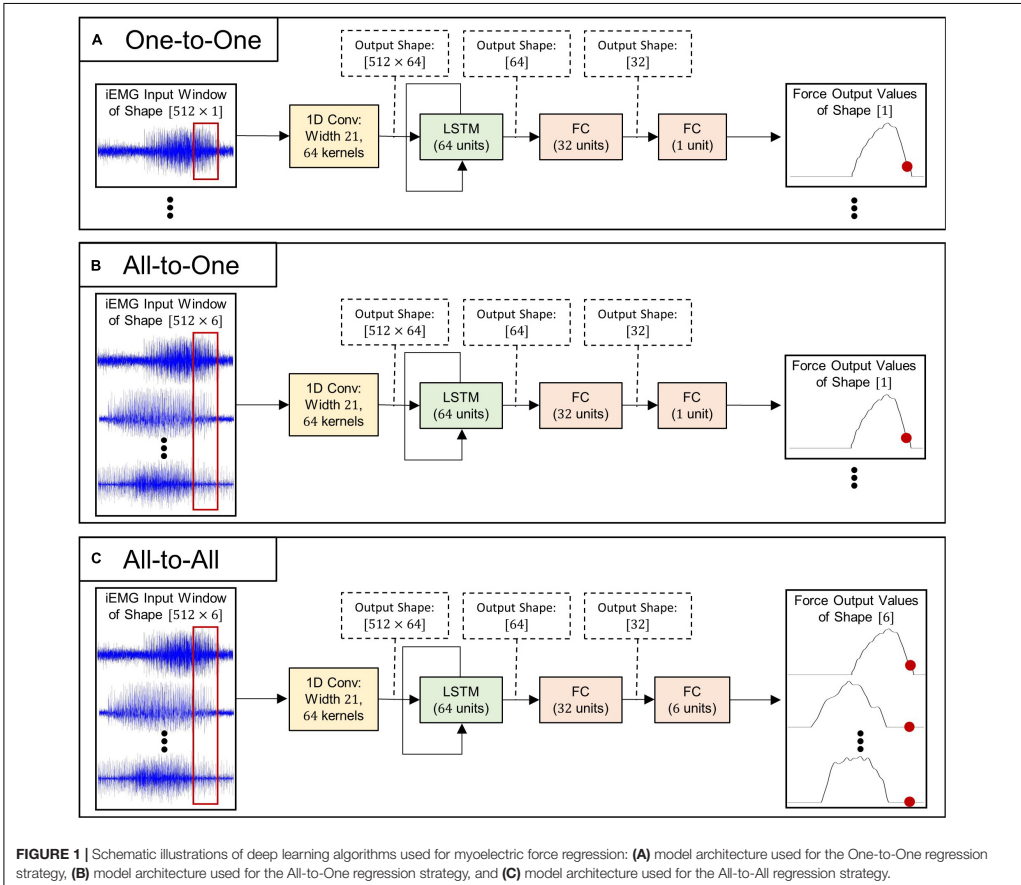 A One-to-One
iEMG Input Window
of Shape [512 × 1]
1D Conv:
Width 21,
64 kernels
Output Shape:
[512 × 64]
LSTM
(64 units)
Output Shape:
[64]
FC
(32 units)
Output Shape:
[32]
FC
(1 unit)
Force Output Values
of Shape [1]
B All-to-One
iEMG Input Window
of Shape [512 × 6]
1D Conv:
Width 21,
64 kernels
Output Shape:
[512 × 64]
LSTM
(64 units)
Output Shape:
[64]
FC
(32 units)
Output Shape:
[32]
FC
(1 unit)
Force Output Values
of Shape [1]
C All-to-All
iEMG Input Window
of Shape [512 × 6]
1D Conv:
Width 21,
64 kernels
Output Shape:
[512 × 64]
LSTM
(64 units)
Output Shape:
[64]
FC
(32 units)
Output Shape:
[32]
FC
(6 units)
Force Output Values
of Shape [6]
FIGURE 1 | Schematic illustrations of deep learning algorithms used for myoelectric force regression: (A) model architecture used for the One-to-One regression
strategy, (B) model architecture used for the All-to-One regression strategy, and (C) model architecture used for the All-to-All regression strategy.